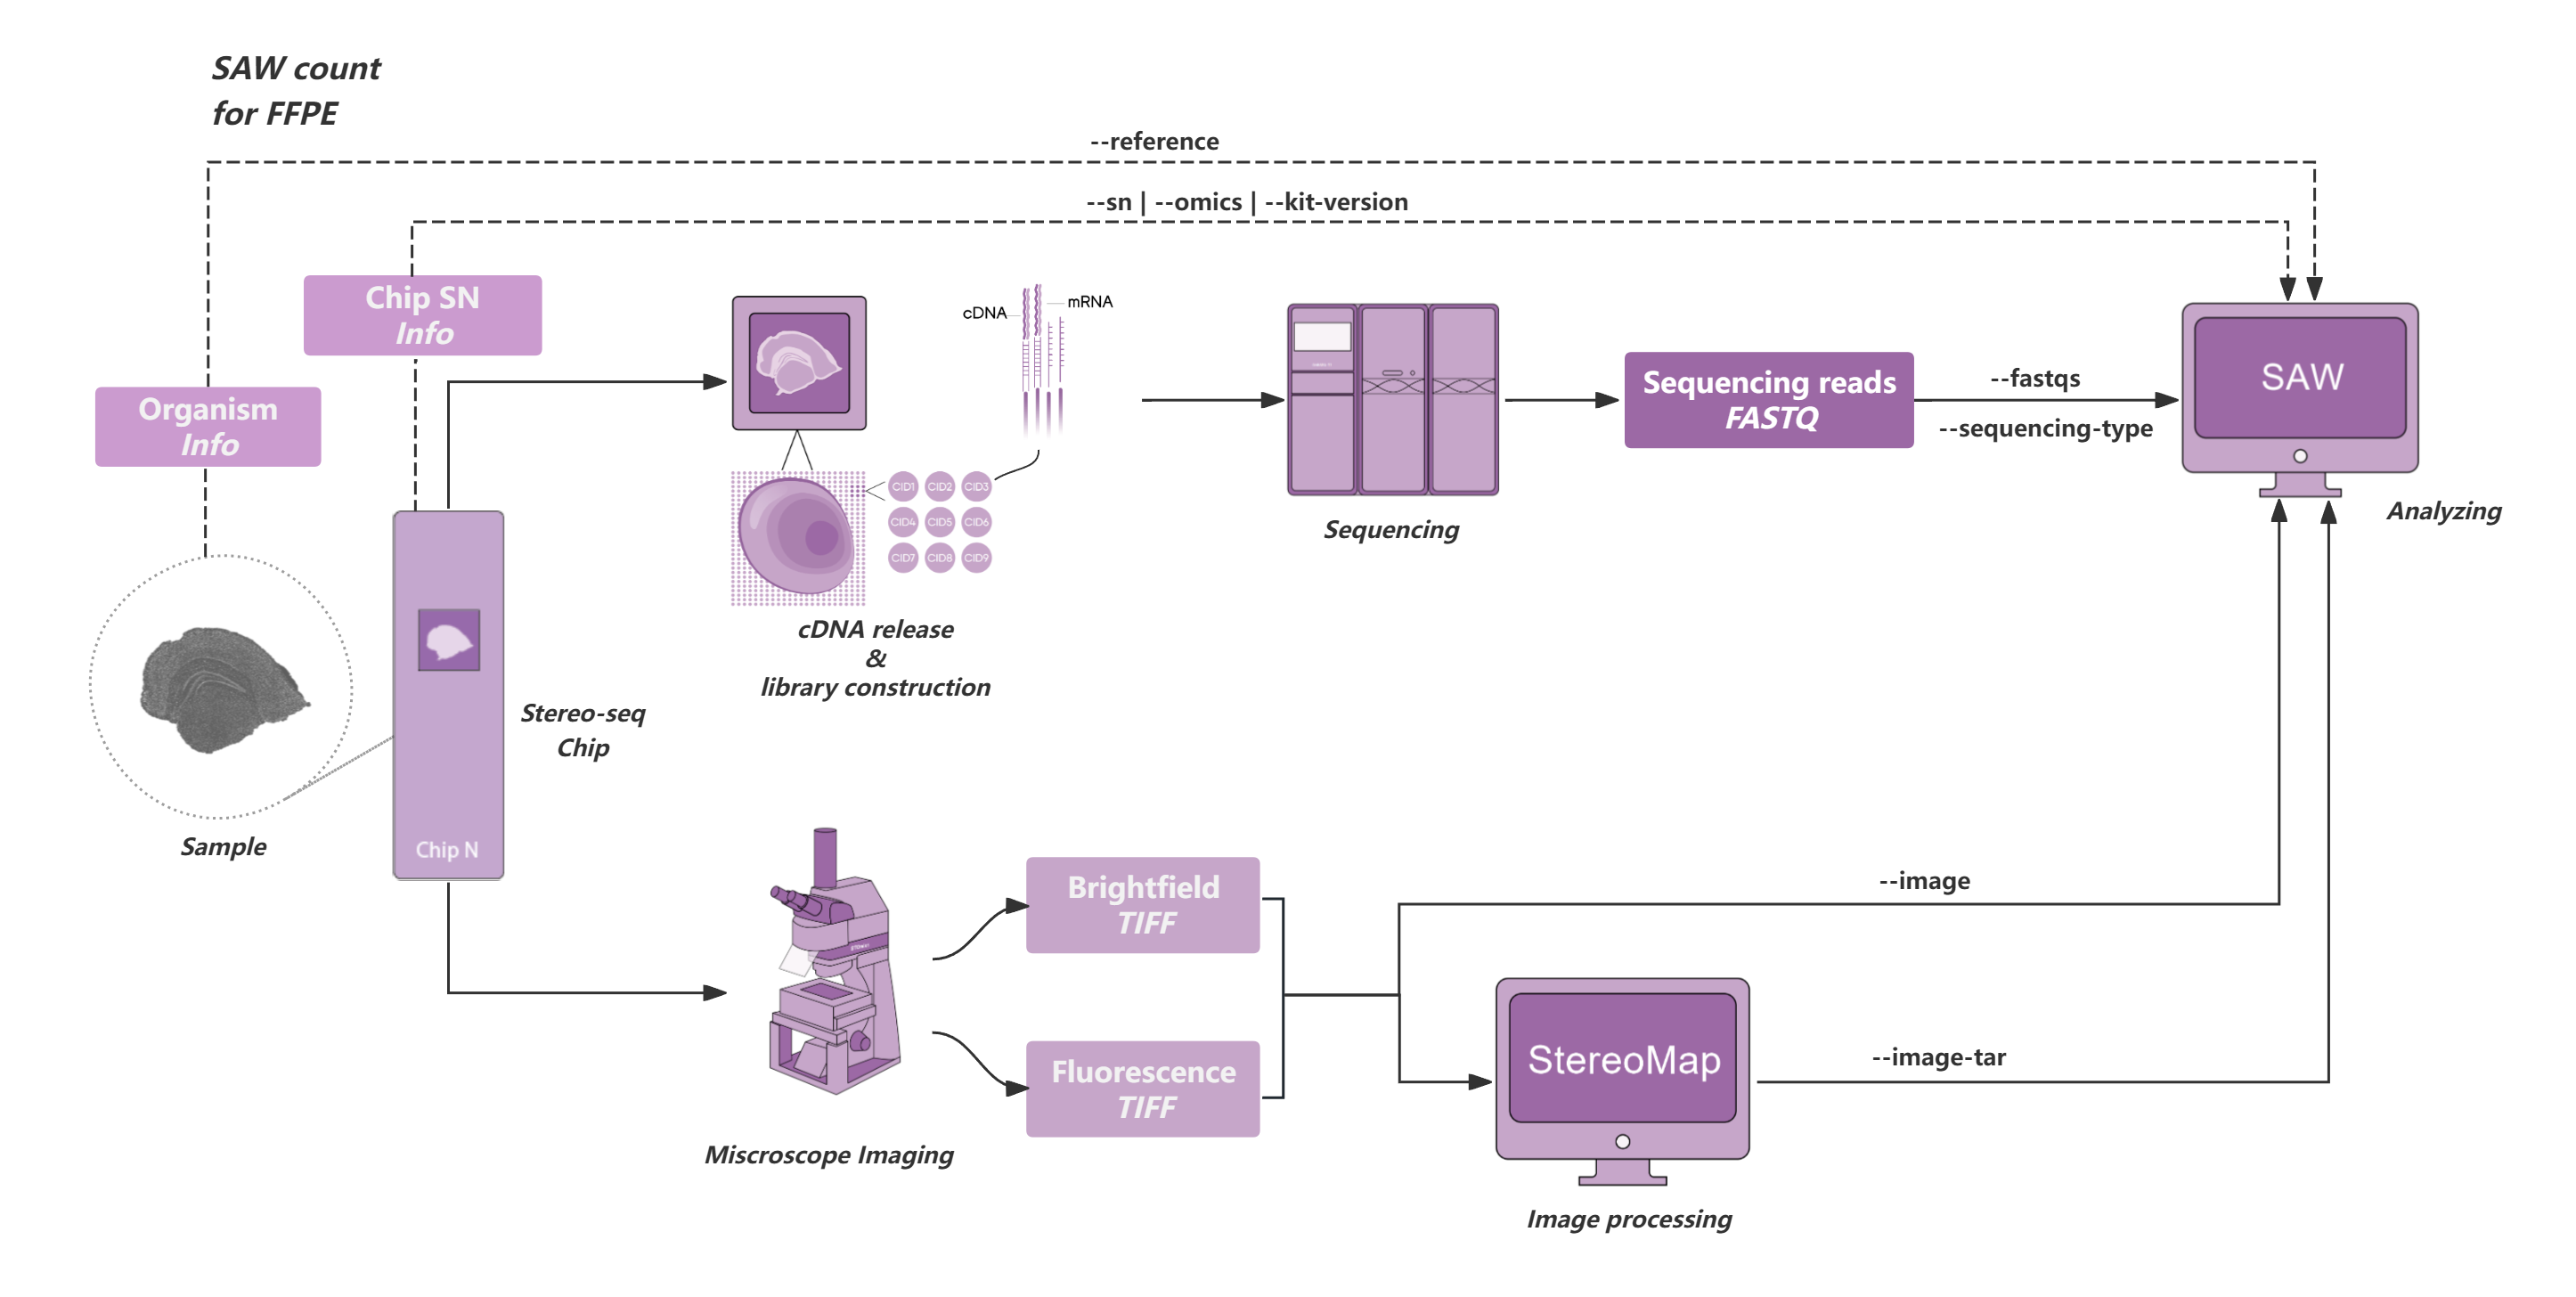 SAW count
for FFPE
--reference
--sn | --omics | --kit-version
Chip SN
Info
Organism
Info
cDNA
mRNA
CID1 CID2 CID3
CID4 CID5 CID6
CID7 CID8 CID9
cDNA release
&
library construction
Sequencing
Sequencing reads
FASTQ
--fastqs
--sequencing-type
SAW
Analyzing
Stereo-seq
Chip
Chip N
Sample
Miscroscope Imaging
Brightfield
TIFF
Fluorescence
TIFF
--image
StereoMap
--image-tar
Image processing